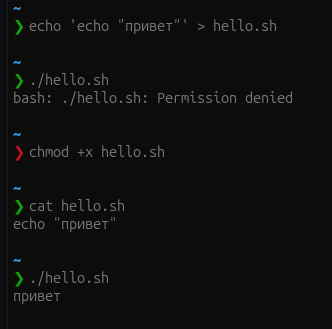 ~
❯ echo 'echo "привет"' > hello.sh
~
❯ ./hello.sh
bash: ./hello.sh: Permission denied
~
❯ chmod +x hello.sh
~
❯ cat hello.sh
echo "привет"
~
❯ ./hello.sh
привет